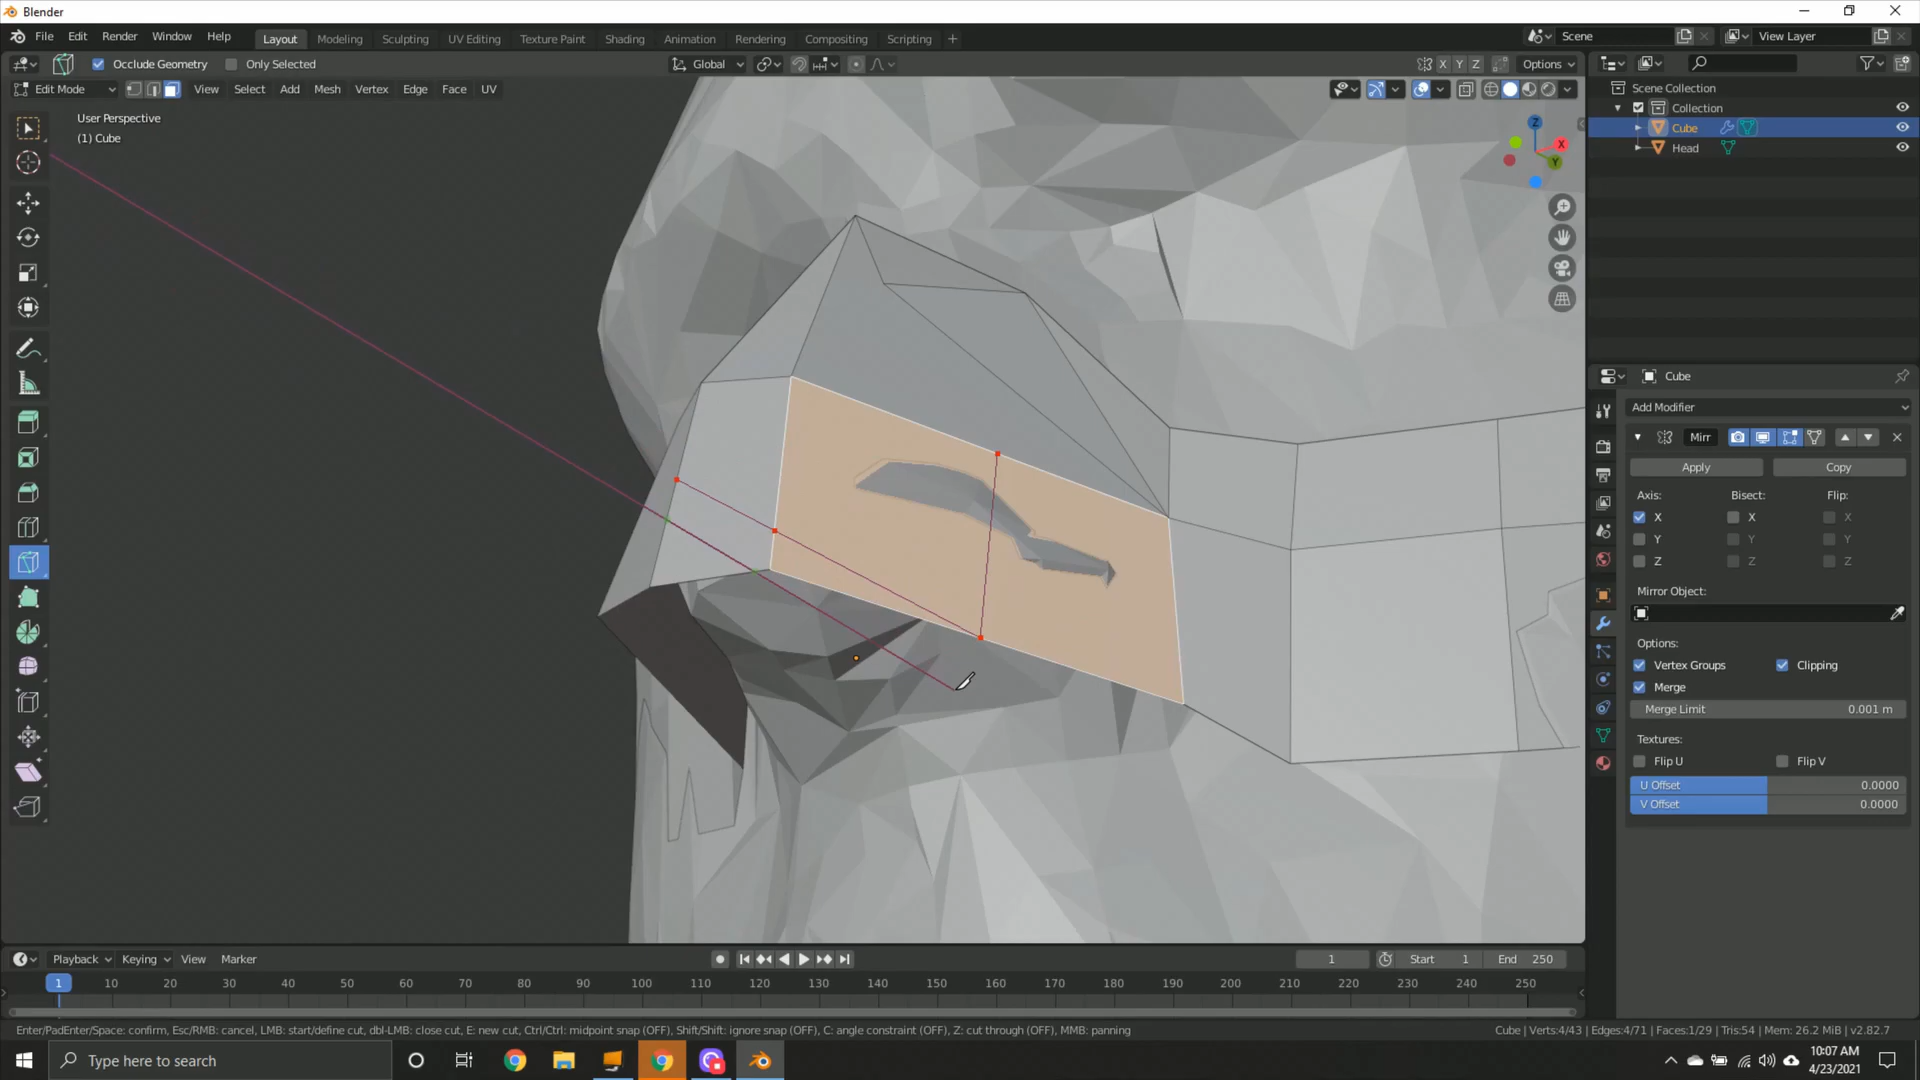 Blender
File Edit Render Window Help
Layout Modeling Sculpting UV Editing Texture Paint Shading Animation Rendering Compositing Scripting +
Scene View Layer
Occlude Geometry Only Selected Global X Y Z Options
Edit Mode View Select Add Mesh Vertex Edge Face UV
User Perspective
(1) Cube
Z
X
Y
Scene Collection
Collection
Cube
Head
Cube
Add Modifier
Mirr
Apply Copy
Axis: Bisect: Flip:
X X X
Y Y Y
Z Z Z
Mirror Object:
Options:
Vertex Groups Clipping
Merge
Merge Limit 0.001 m
Textures:
Flip U Flip V
U Offset 0.0000
V Offset 0.0000
Playback Keying View Marker 1 Start 1 End 250
1 10 20 30 40 50 60 70 80 90 100 110 120 130 140 150 160 170 180 190 200 210 220 230 240 250
Enter/PadEnter/Space: confirm, Esc/RMB: cancel, LMB: start/define cut, dbl-LMB: close cut, E: new cut, Ctrl/Ctrl: midpoint snap (OFF), Shift/Shift: ignore snap (OFF), C: angle constraint (OFF), Z: cut through (OFF), MMB: panning
Cube | Verts:4/43 | Edges:4/71 | Faces:1/29 | Tris:54 | Mem: 26.2 MiB | v2.82.7
Type here to search
10:07 AM
4/23/2021